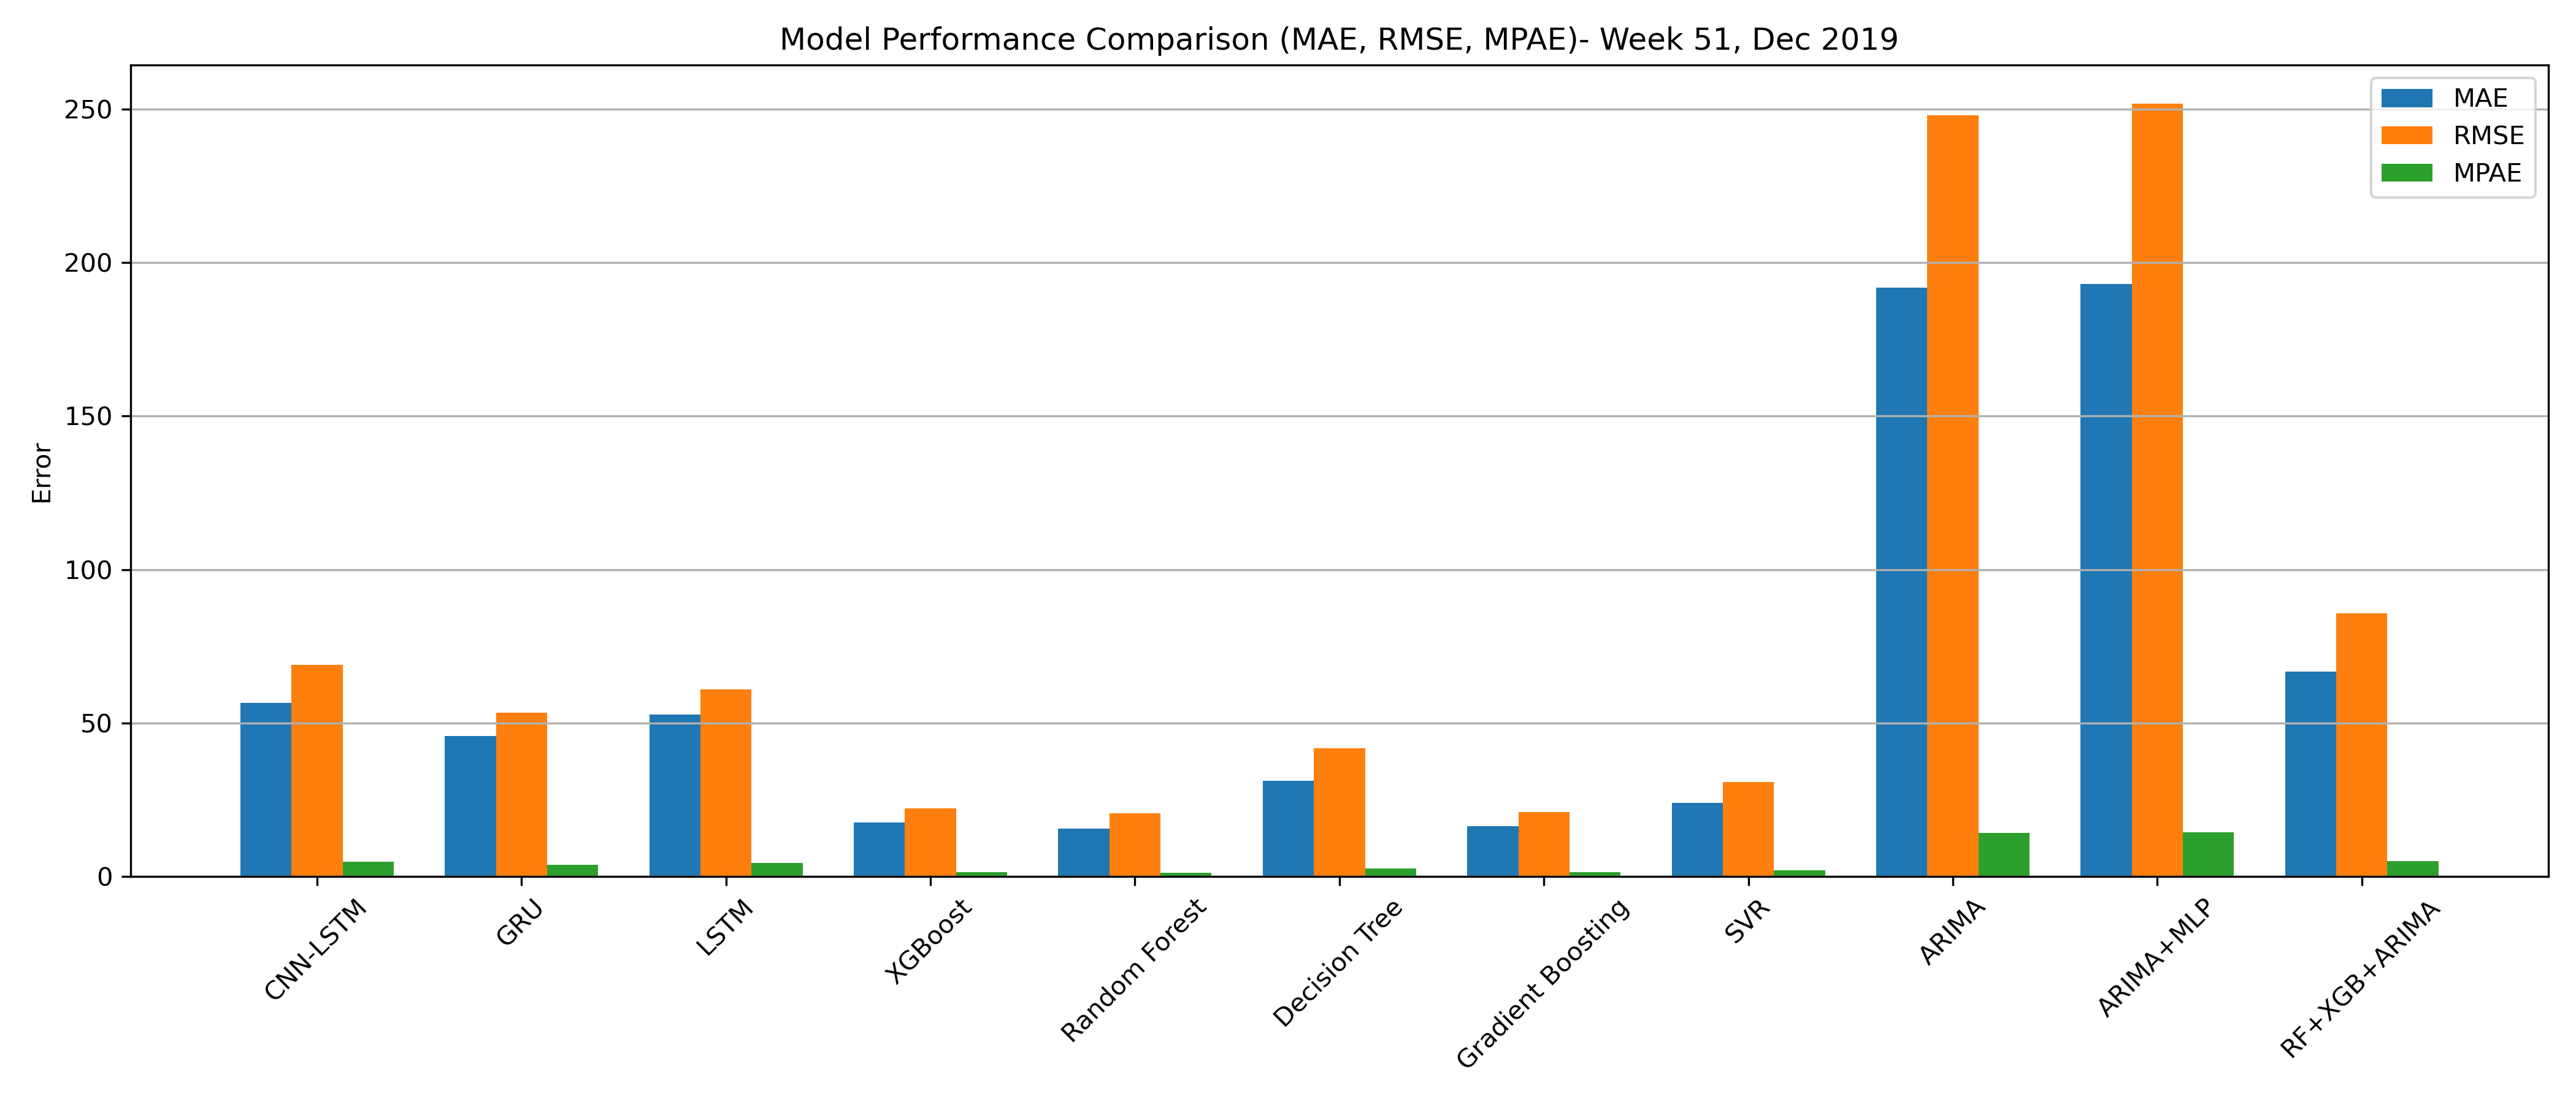 Model Performance Comparison (MAE, RMSE, MPAE)- Week 51, Dec 2019
MAE
RMSE
MPAE
Error
250
200
150
100
50
0
CNN-LSTM
GRU
LSTM
XGBoost
Random Forest
Decision Tree
Gradient Boosting
SVR
ARIMA
ARIMA+MLP
RF+XGB+ARIMA